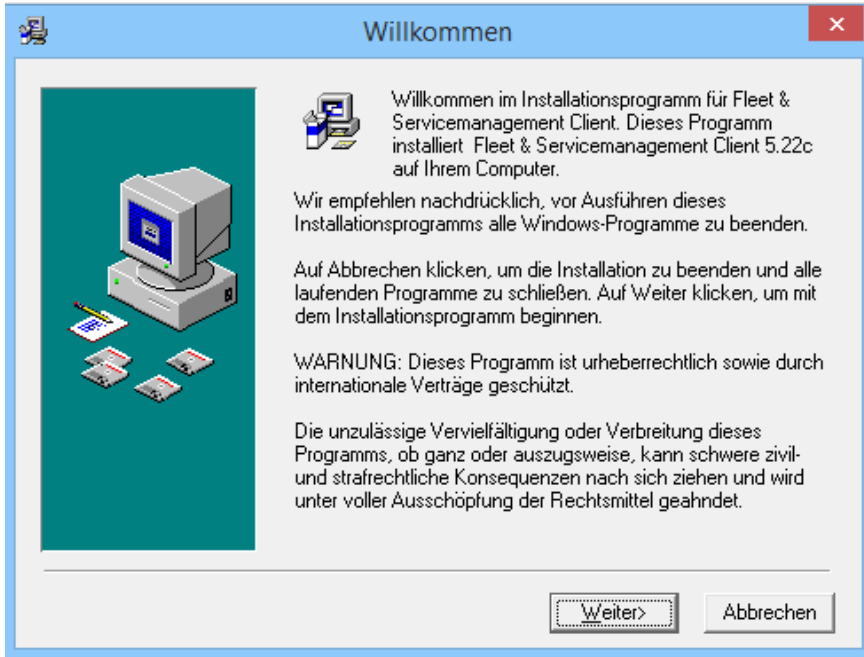 Willkommen
Willkommen im Installationsprogramm für Fleet &
Servicemanagement Client. Dieses Programm
installiert  Fleet & Servicemanagement Client 5.22c
auf Ihrem Computer.
Wir empfehlen nachdrücklich, vor Ausführen dieses
Installationsprogramms alle Windows-Programme zu beenden.
Auf Abbrechen klicken, um die Installation zu beenden und alle
laufenden Programme zu schließen. Auf Weiter klicken, um mit
dem Installationsprogramm beginnen.
WARNUNG: Dieses Programm ist urheberrechtlich sowie durch
internationale Verträge geschützt.
Die unzulässige Vervielfältigung oder Verbreitung dieses
Programms, ob ganz oder auszugsweise, kann schwere zivil-
und strafrechtliche Konsequenzen nach sich ziehen und wird
unter voller Ausschöpfung der Rechtsmittel geahndet.
Weiter>
Abbrechen